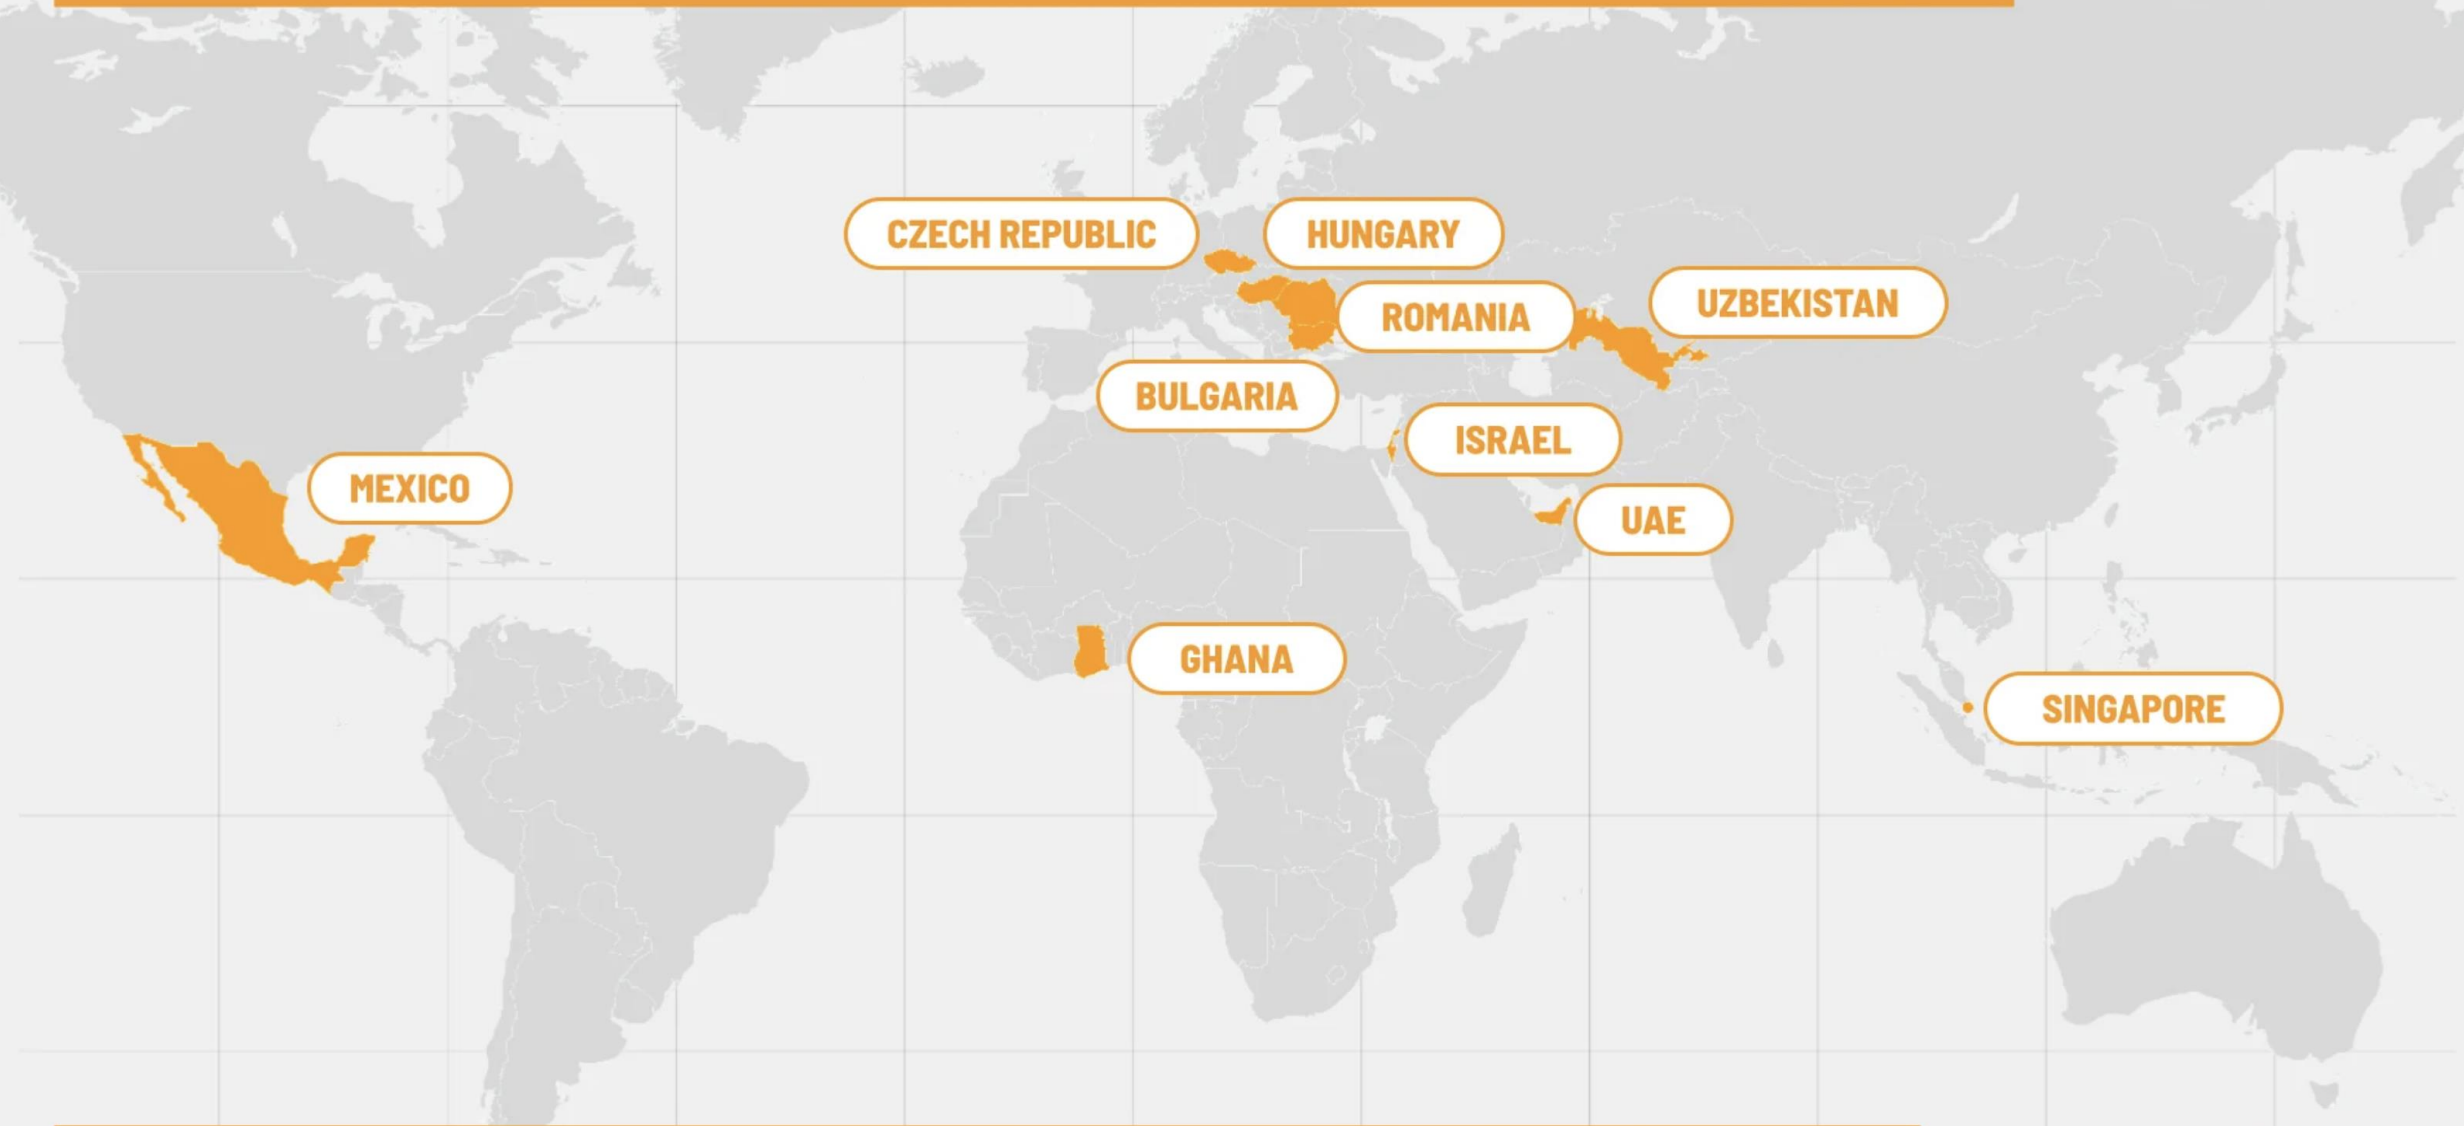 CZECH REPUBLIC
HUNGARY
ROMANIA
UZBEKISTAN
BULGARIA
ISRAEL
MEXICO
UAE
GHANA
SINGAPORE